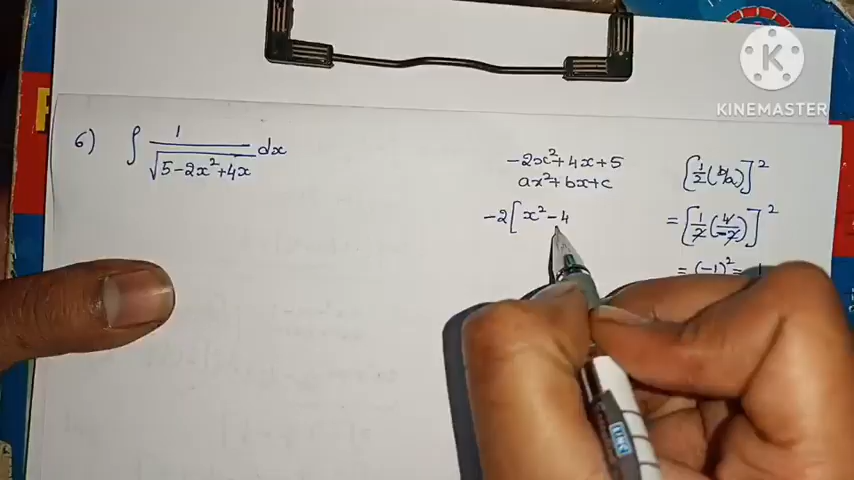 K
KINEMASTER
6) ∫ 1/√(5-2x²+4x) dx
-2x²+4x+5
ax²+bx+c
-2[x²-4
[1/2(b/a)]²
= [1/2(4/-2)]²
= (-1)² = 1